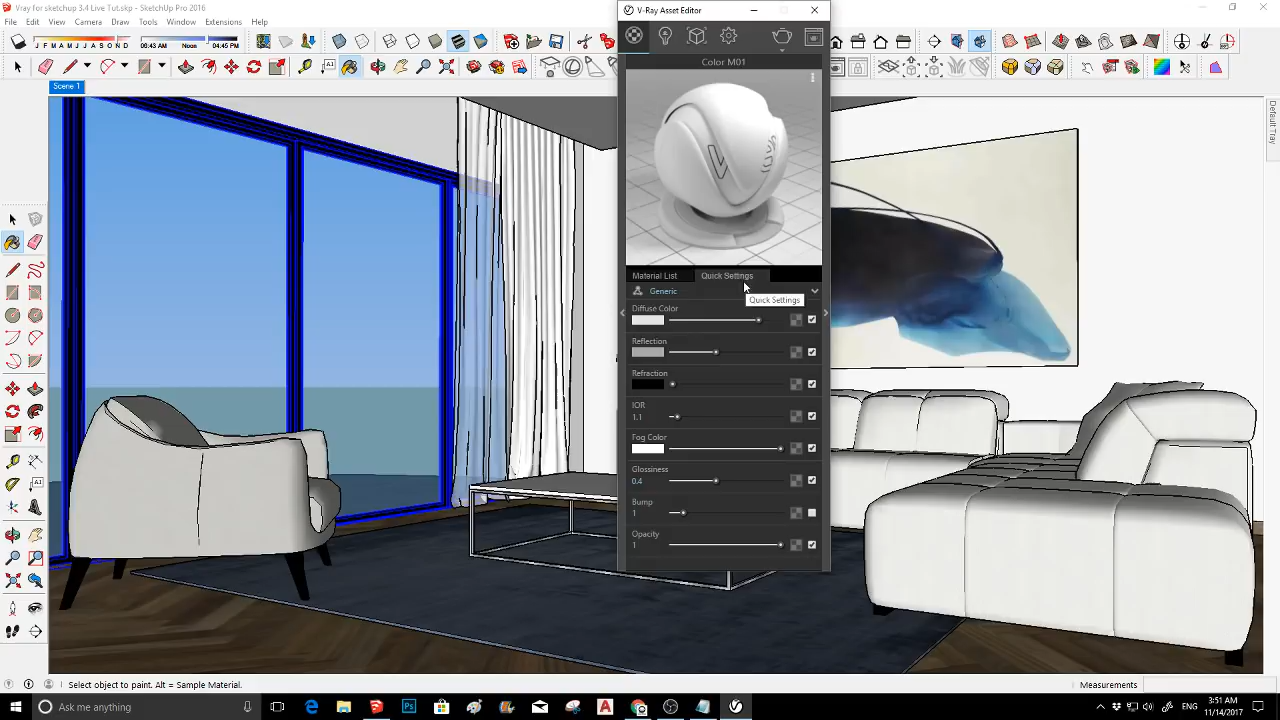 Vray for sketchup 3.4 Live Tut.skp - SketchUp Pro 2016
File Edit View Camera Draw SketchUp Tools Window Extensions Help
V-Ray Asset Editor
J F M A M J J A S O N D
06:43 AM Noon 04:45 PM
Scene 1
Default Tray
Color M01
Material List Quick Settings
Generic
Quick Settings
Diffuse Color
Reflection
Refraction
IOR
1.1
Fog Color
Glossiness
0.4
Bump
1
Opacity
1
Select object to paint. Alt = Sample Material.
Measurements
Ask me anything
3:51 AM
11/14/2017